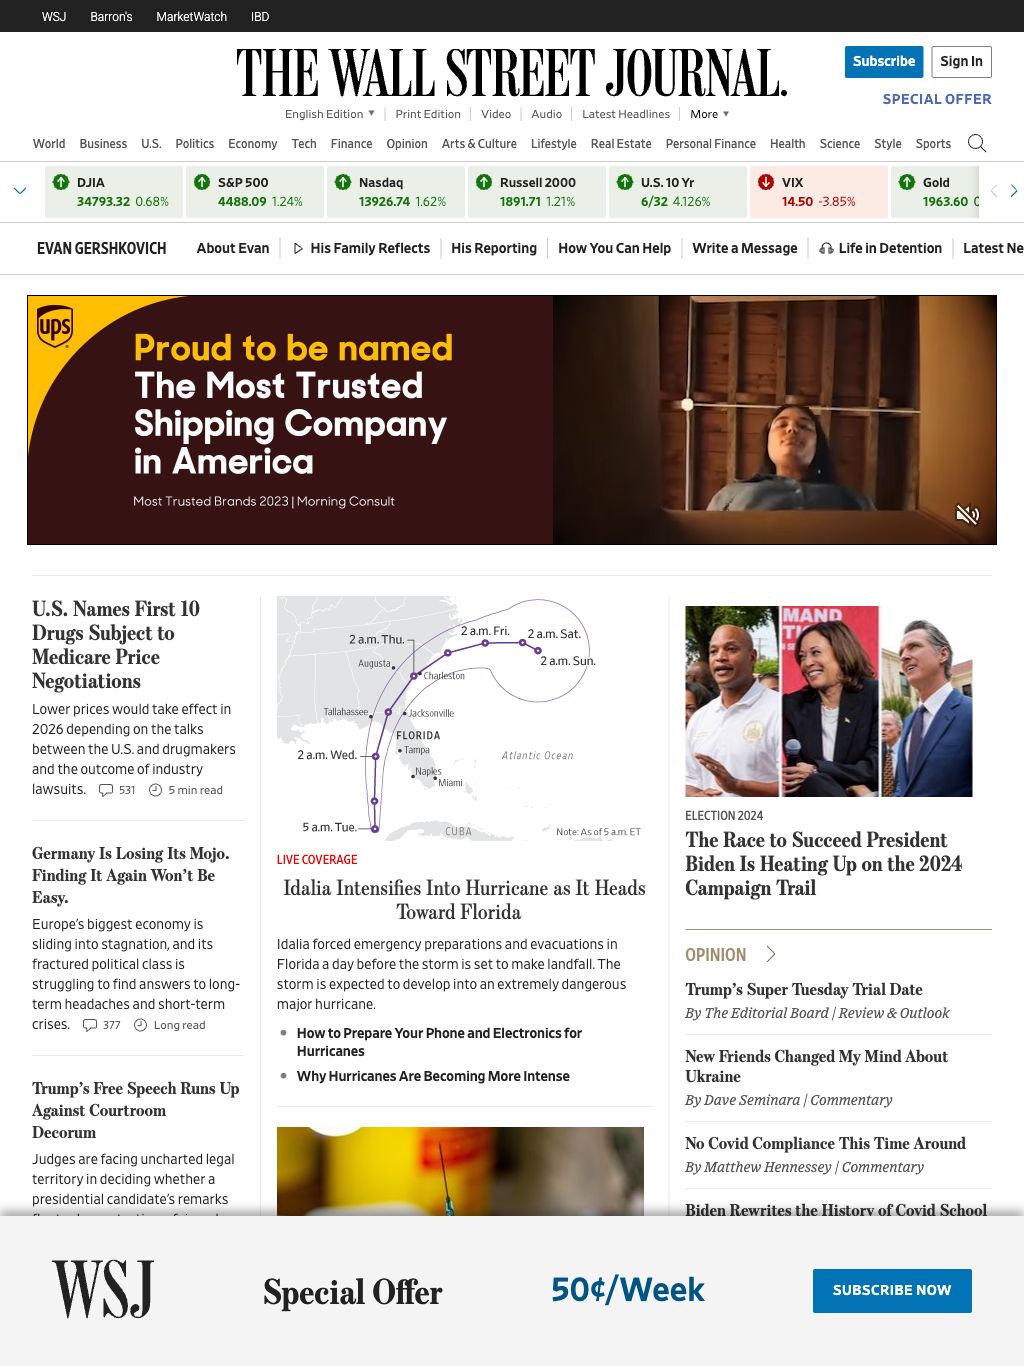 WSJ Barron's MarketWatch IBD
THE WALL STREET JOURNAL.
Subscribe Sign In
SPECIAL OFFER
English Edition Print Edition Video Audio Latest Headlines More
World Business U.S. Politics Economy Tech Finance Opinion Arts & Culture Lifestyle Real Estate Personal Finance Health Science Style Sports
DJIA
34793.32 0.68%
S&P 500
4488.09 1.24%
Nasdaq
13926.74 1.62%
Russell 2000
1891.71 1.21%
U.S. 10 Yr
6/32 4.126%
VIX
14.50 -3.85%
Gold
1963.60
EVAN GERSHKOVICH About Evan His Family Reflects His Reporting How You Can Help Write a Message Life in Detention Latest Ne
ups
Proud to be named
The Most Trusted
Shipping Company
in America
Most Trusted Brands 2023 | Morning Consult
U.S. Names First 10
Drugs Subject to
Medicare Price
Negotiations
Lower prices would take effect in
2026 depending on the talks
between the U.S. and drugmakers
and the outcome of industry
lawsuits. 531 5 min read
Germany Is Losing Its Mojo.
Finding It Again Won't Be
Easy.
Europe's biggest economy is
sliding into stagnation, and its
fractured political class is
struggling to find answers to long-
term headaches and short-term
crises. 377 Long read
Trump's Free Speech Runs Up
Against Courtroom
Decorum
Judges are facing uncharted legal
territory in deciding whether a
presidential candidate's remarks
2 a.m. Thu.
2 a.m. Fri.
2 a.m. Sat.
2 a.m. Sun.
Augusta
Charleston
Tallahassee
Jacksonville
FLORIDA
2 a.m. Wed.
Tampa
Atlantic Ocean
Naples
Miami
5 a.m. Tue.
CUBA
Note: As of 5 a.m. ET
LIVE COVERAGE
Idalia Intensifies Into Hurricane as It Heads
Toward Florida
Idalia forced emergency preparations and evacuations in
Florida a day before the storm is set to make landfall. The
storm is expected to develop into an extremely dangerous
major hurricane.
How to Prepare Your Phone and Electronics for
Hurricanes
Why Hurricanes Are Becoming More Intense
MAND
ELECTION 2024
The Race to Succeed President
Biden Is Heating Up on the 2024
Campaign Trail
OPINION
Trump's Super Tuesday Trial Date
By The Editorial Board | Review & Outlook
New Friends Changed My Mind About
Ukraine
By Dave Seminara | Commentary
No Covid Compliance This Time Around
By Matthew Hennessey | Commentary
Biden Rewrites the History of Covid School
WSJ
Special Offer
50¢/Week
SUBSCRIBE NOW